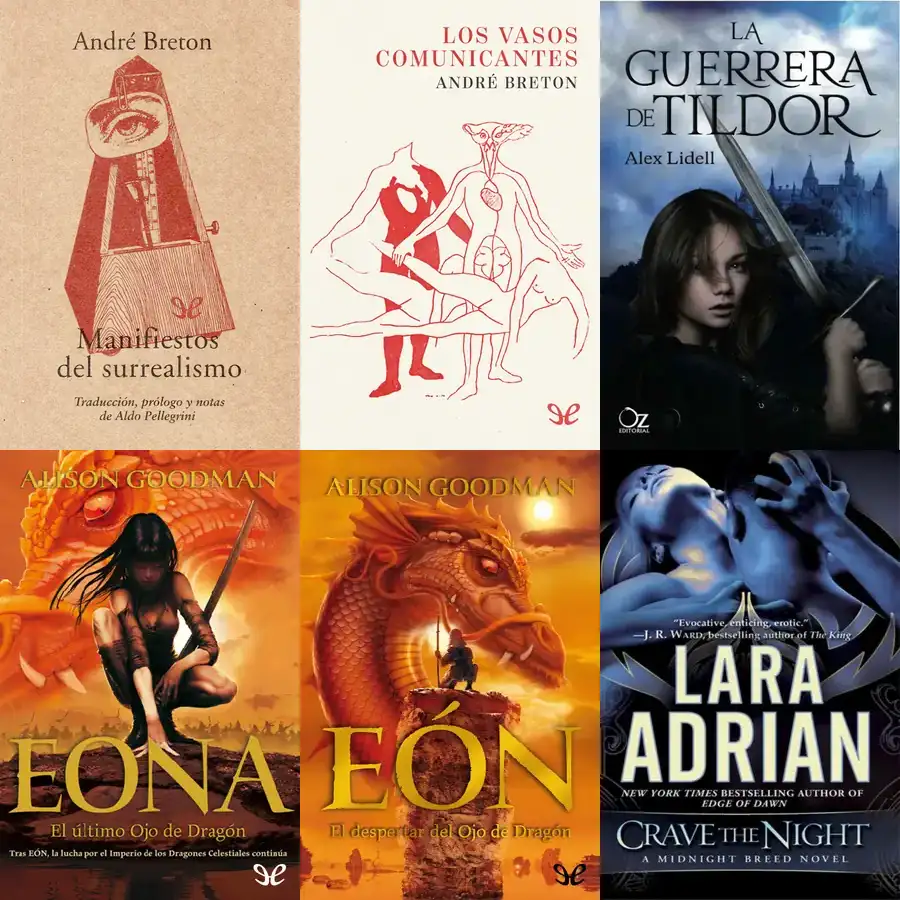 André Breton
Manifiestos
del surrealismo
Traducción, prólogo y notas
de Aldo Pellegrini
LOS VASOS
COMUNICANTES
ANDRÉ BRETON
LA
GUERRERA
DE TILDOR
Alex Lidell
Oz
EDITORIAL
ALISON GOODMAN
EONA
El último Ojo de Dragón
Tras EÓN, la lucha por el Imperio de los Dragones Celestiales continúa
ALISON GOODMAN
EÓN
El despertar del Ojo de Dragón
"Evocative, enticing, erotic."
—J. R. WARD, bestselling author of The King
LARA
ADRIAN
NEW YORK TIMES BESTSELLING AUTHOR OF
EDGE OF DAWN
CRAVE THE NIGHT
A MIDNIGHT BREED NOVEL